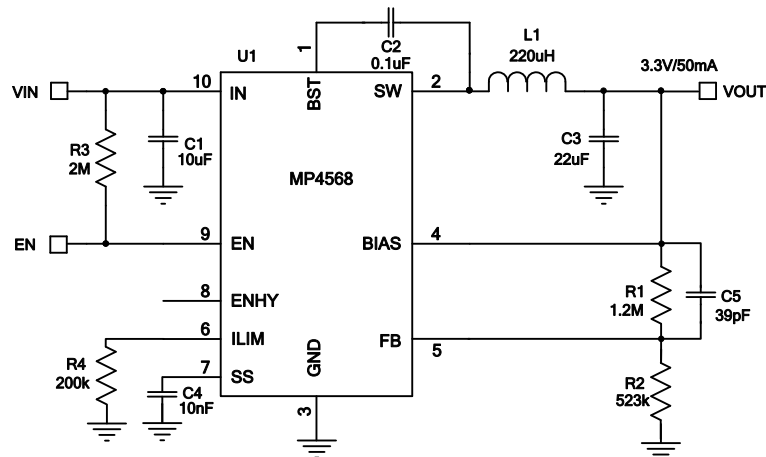 U1
1
C2
0.1uF
L1
220uH
3.3V/50mA
VIN
10
IN
BST
SW
2
VOUT
R3
2M
C1
10uF
MP4568
C3
22uF
EN
9
EN
BIAS
4
8
ENHY
R1
1.2M
C5
39pF
6
ILIM
FB
5
R4
200k
7
SS
C4
10nF
GND
3
R2
523k